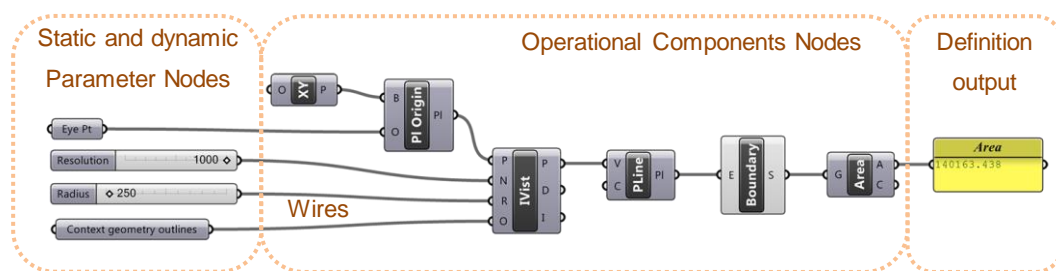 Static and dynamic
Parameter Nodes
Operational Components Nodes
Definition
output
O XY P
B
O
Pl Origin
Pl
Eye Pt
Resolution 1000
Radius 250
Context geometry outlines
Wires
P
N
R
O
IVist
P
D
I
V
C
PLine
Pl
E Boundary S
G Area
A
C
Area
140163.438